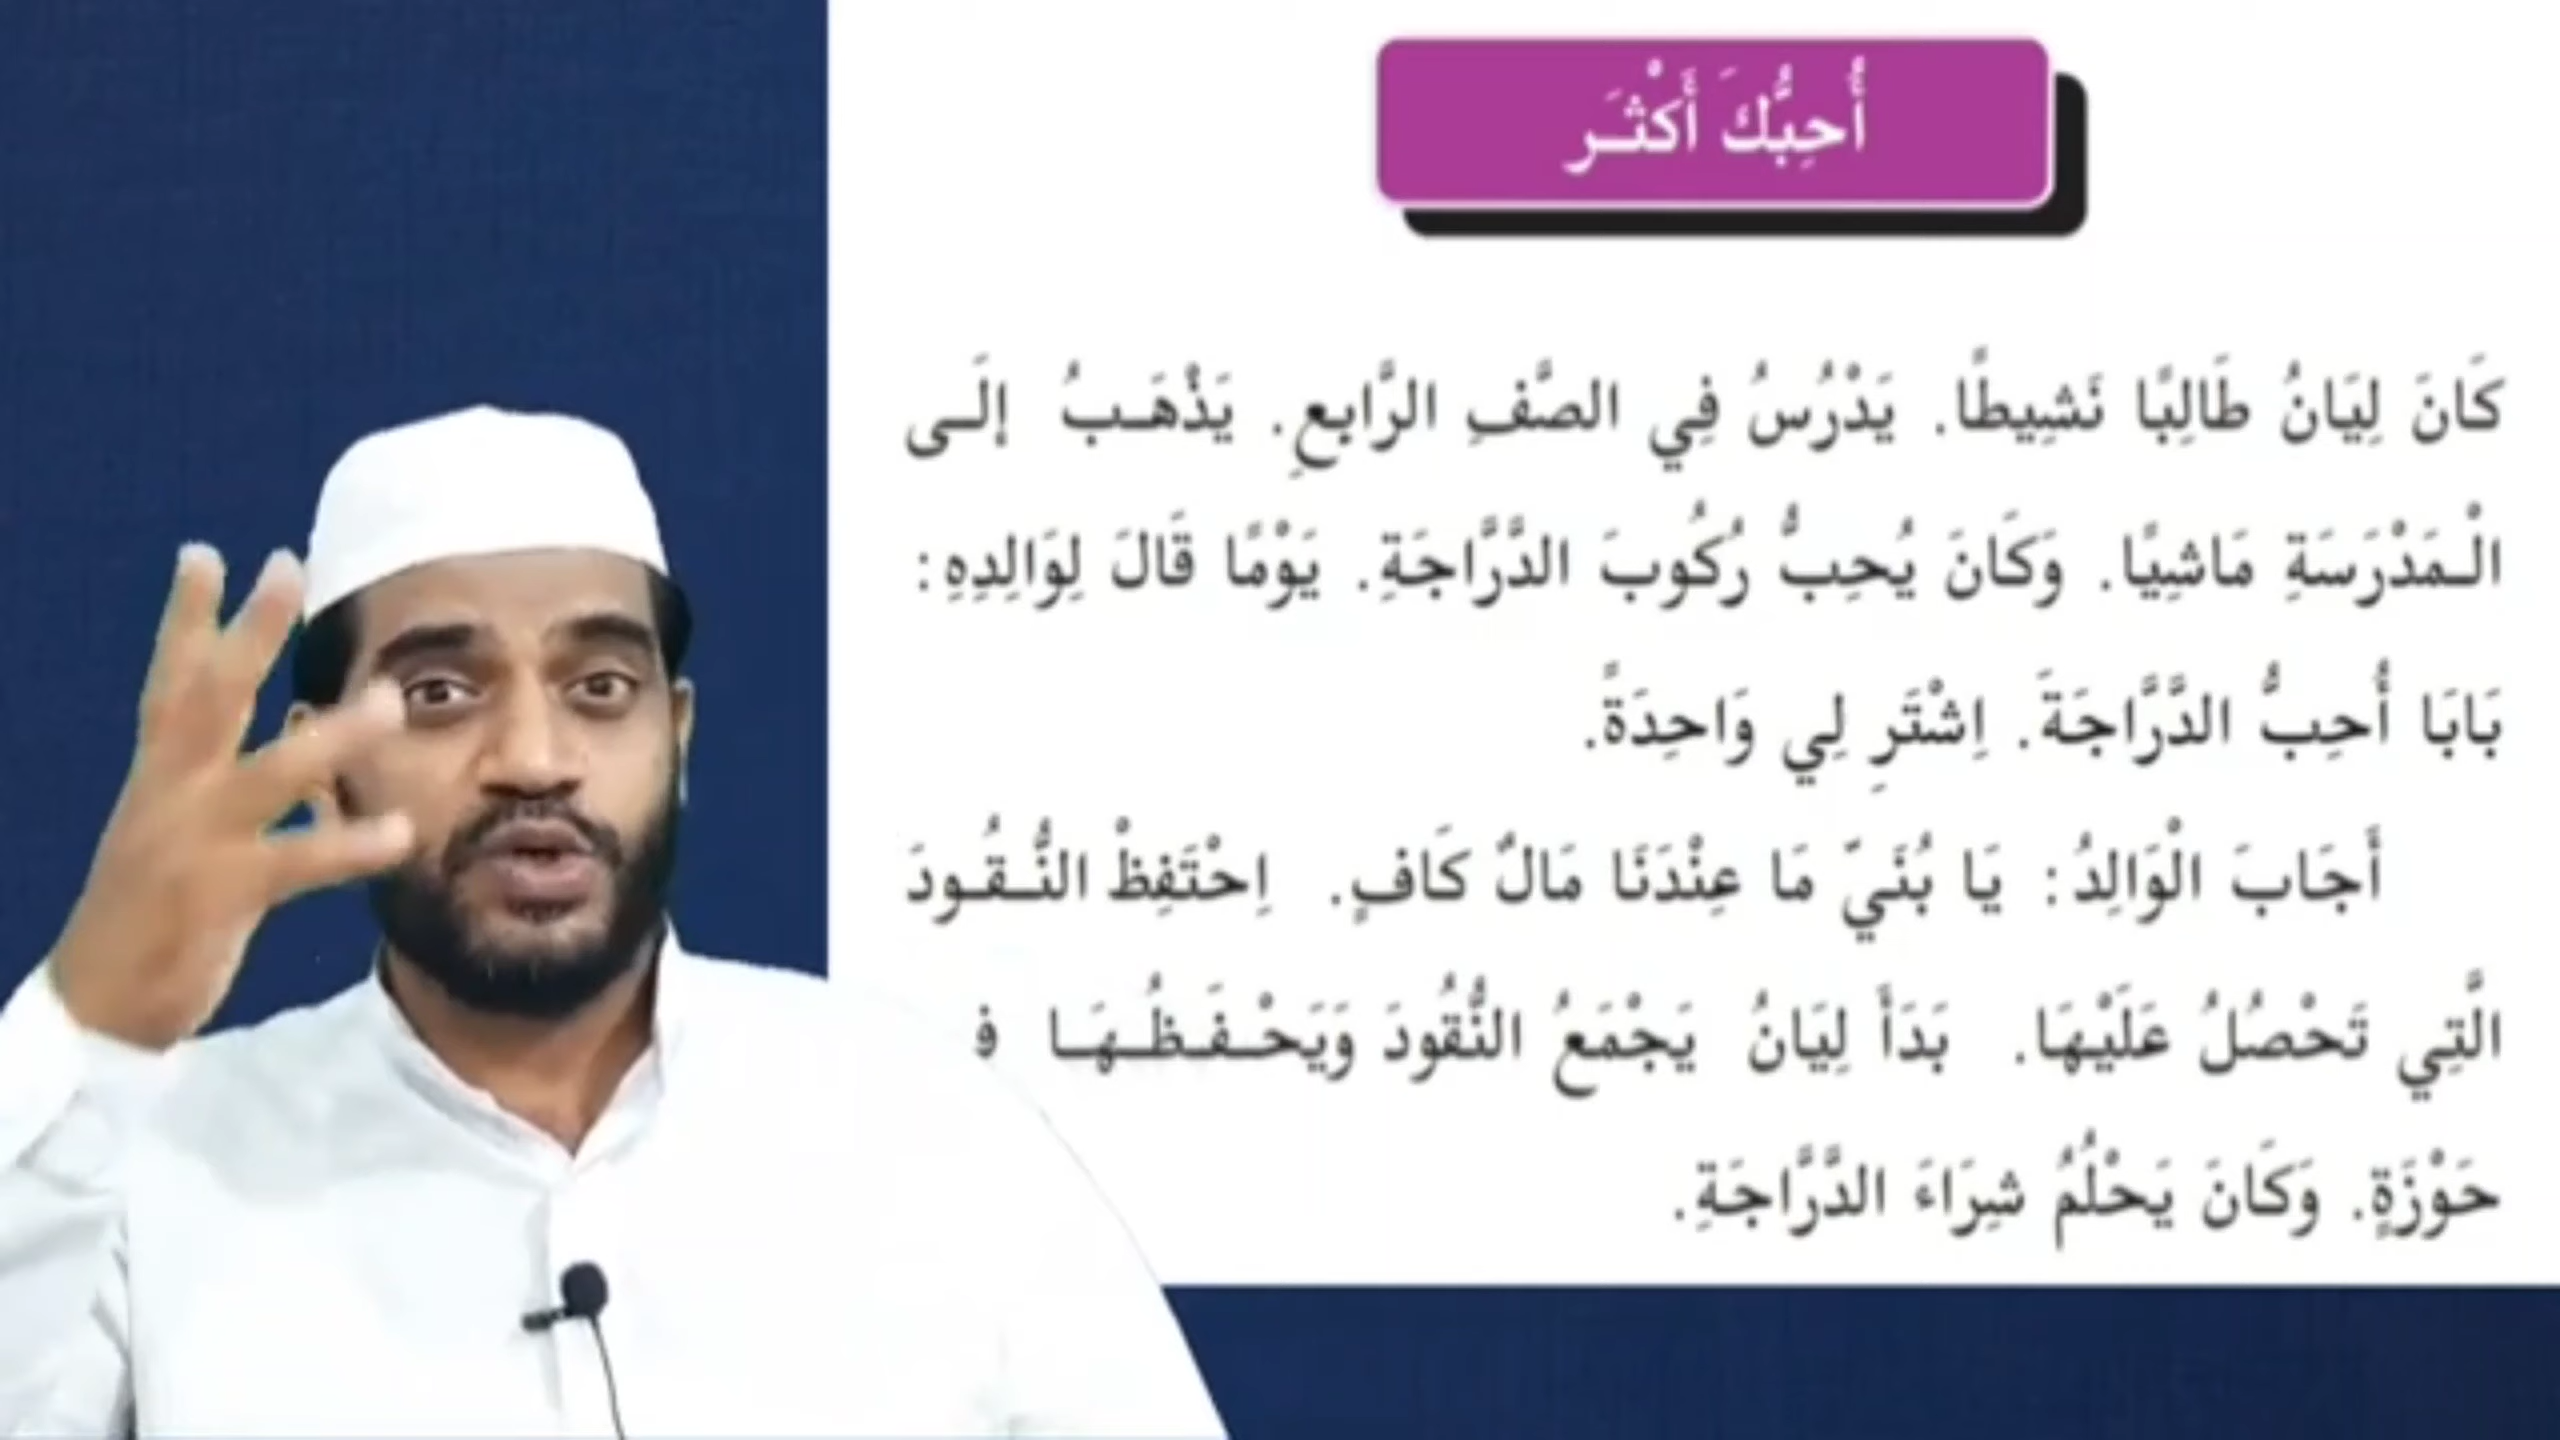 أُحِبُّكَ أَكْثَر
كَانَ لِيَانُ طَالِبًا نَشِيطًا. يَدْرُسُ فِي الصَّفِ الرَّابِعِ. يَذْهَبُ إلَى
الْمَدْرَسَةِ مَاشِيًا. وَكَانَ يُحِبُّ رُكُوبَ الدَّرَّاجَةِ. يَوْمًا قَالَ لِوَالِدِهِ:
بَابَا أُحِبُّ الدَّرَّاجَةَ. اِشْتَرِ لِي وَاحِدَةً.
أَجَابَ الْوَالِدُ: يَا بُنَيّ مَا عِنْدَنَا مَالٌ كَافٍ. اِحْتَفِظْ النُّقُودَ
الَّتِي تَحْصُلُ عَلَيْهَا. بَدَأَ لِيَانُ يَجْمَعُ النُّقُودَ وَيَحْفَظُهَا
حَوْزَةٍ. وَكَانَ يَحْلُمُ شِرَاءَ الدَّرَّاجَةِ.